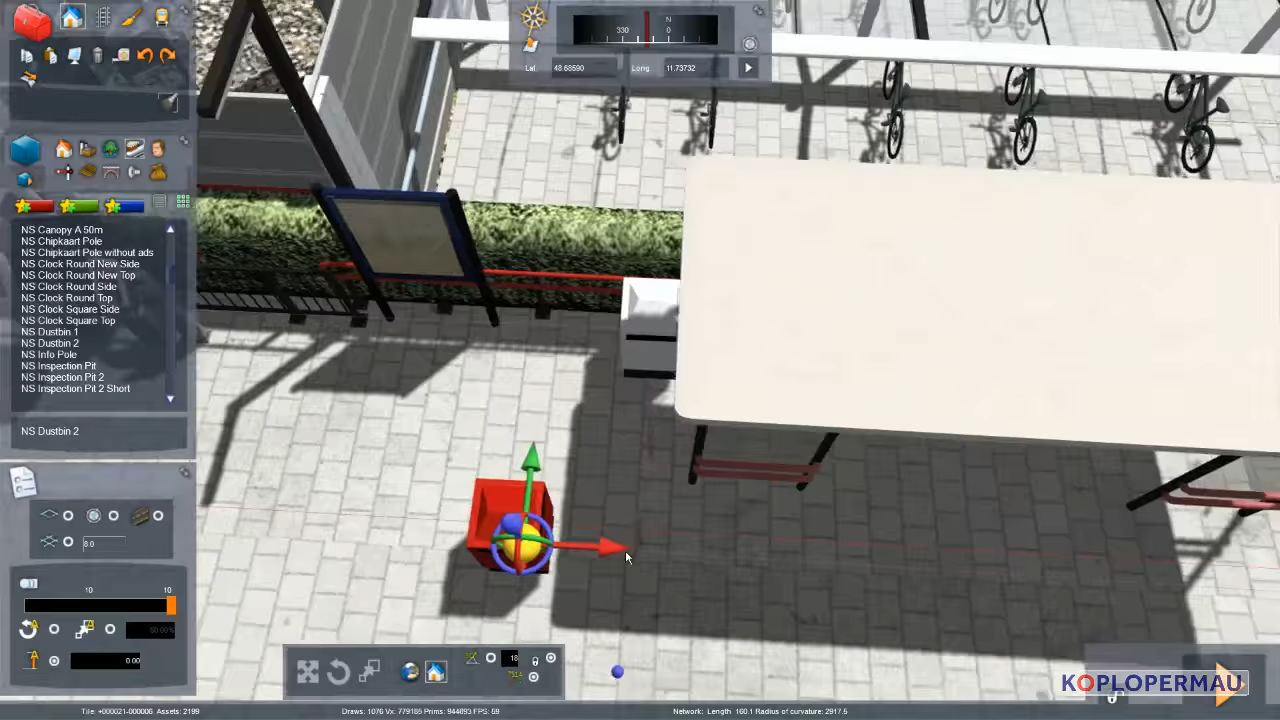 330
N
0
Lat.
48.68590
Long
11.73732
NS Canopy A 50m
NS Chipkaart Pole
NS Chipkaart Pole without ads
NS Clock Round New Side
NS Clock Round New Top
NS Clock Round Side
NS Clock Round Top
NS Clock Square Side
NS Clock Square Top
NS Dustbin 1
NS Dustbin 2
NS Info Pole
NS Inspection Pit
NS Inspection Pit 2
NS Inspection Pit 2 Short
NS Dustbin 2
8.0
10
10
0.00
18
KOPLOPERMAU
Tile: +000021-000006 Assets: 2199
Draws: 1076 Vx: 779185 Prims: 944093 FPS: 59
Network: Length 160.1 Radius of curvature: 2917.5